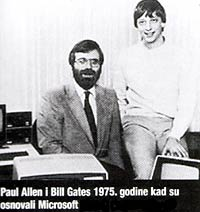 Paul Allen i Bill Gates 1975. godine kad su
osnovali Microsoft